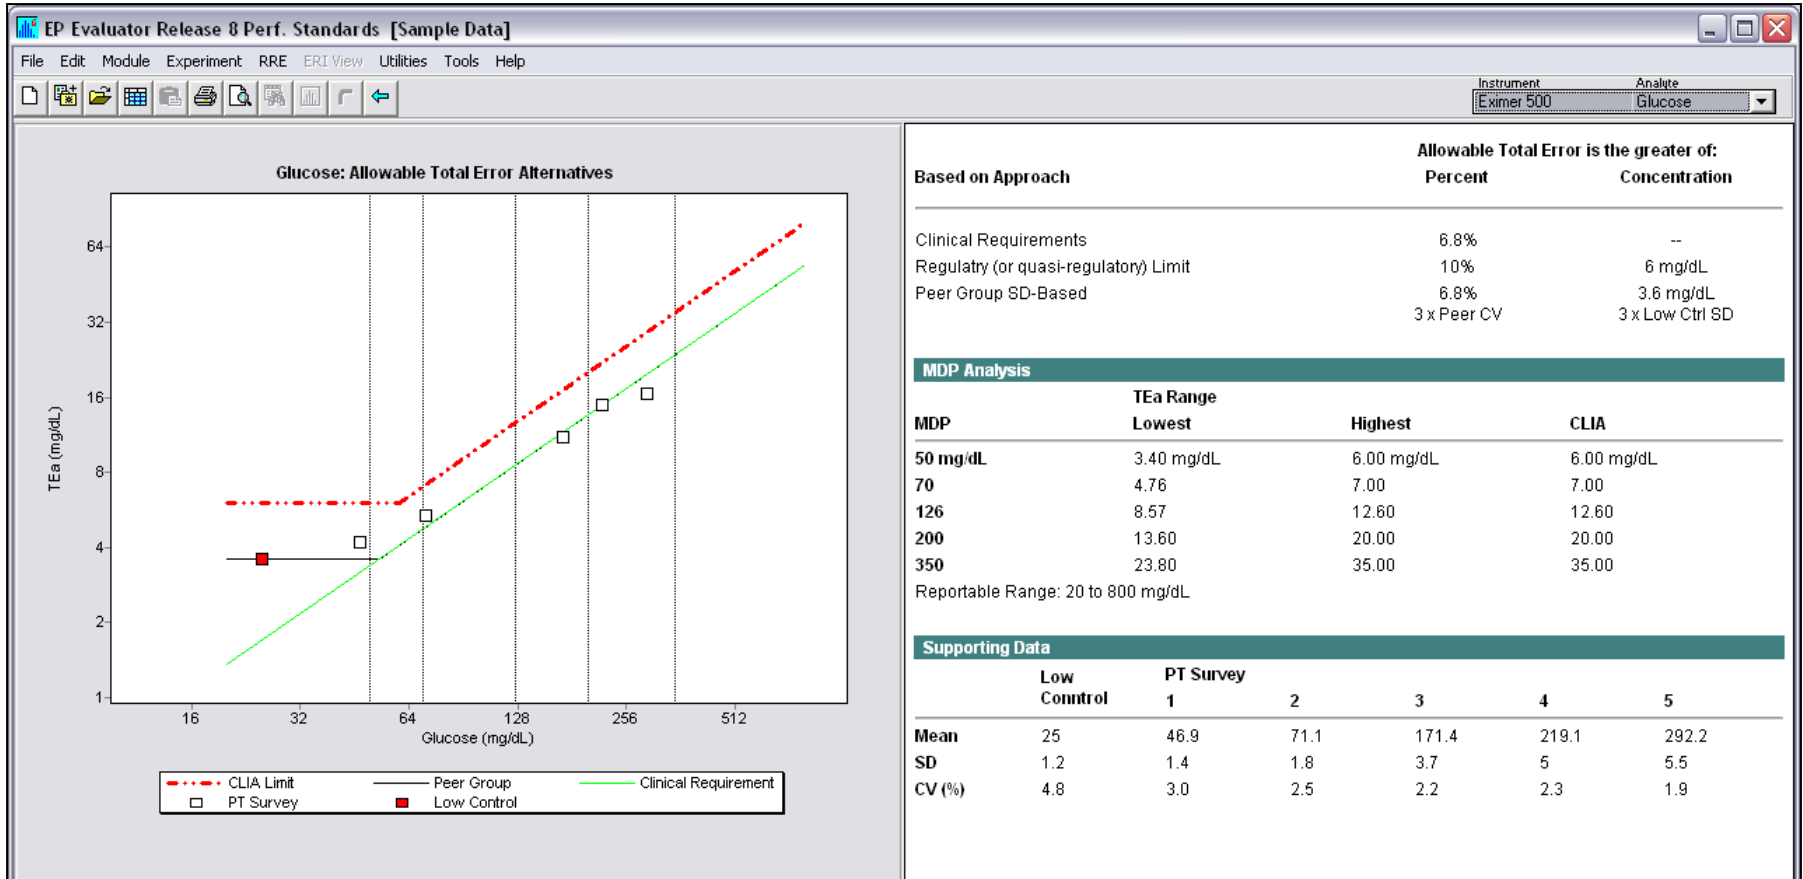 EP Evaluator Release 8 Perf. Standards [Sample Data]
File Edit Module Experiment RRE ERI View Utilities Tools Help
Instrument Analyte
Eximer 500 Glucose
Glucose: Allowable Total Error Alternatives
64
32
16
8
4
2
1
TEa (mg/dL)
16 32 64 128 256 512
Glucose (mg/dL)
CLIA Limit Peer Group Clinical Requirement
PT Survey Low Control
Allowable Total Error is the greater of:
Based on Approach Percent Concentration
Clinical Requirements 6.8% --
Regulatry (or quasi-regulatory) Limit 10% 6 mg/dL
Peer Group SD-Based 6.8% 3.6 mg/dL
3 x Peer CV 3 x Low Ctrl SD
MDP Analysis
TEa Range
MDP Lowest Highest CLIA
50 mg/dL 3.40 mg/dL 6.00 mg/dL 6.00 mg/dL
70 4.76 7.00 7.00
126 8.57 12.60 12.60
200 13.60 20.00 20.00
350 23.80 35.00 35.00
Reportable Range: 20 to 800 mg/dL
Supporting Data
Low PT Survey
Conntrol 1 2 3 4 5
Mean 25 46.9 71.1 171.4 219.1 292.2
SD 1.2 1.4 1.8 3.7 5 5.5
CV (%) 4.8 3.0 2.5 2.2 2.3 1.9